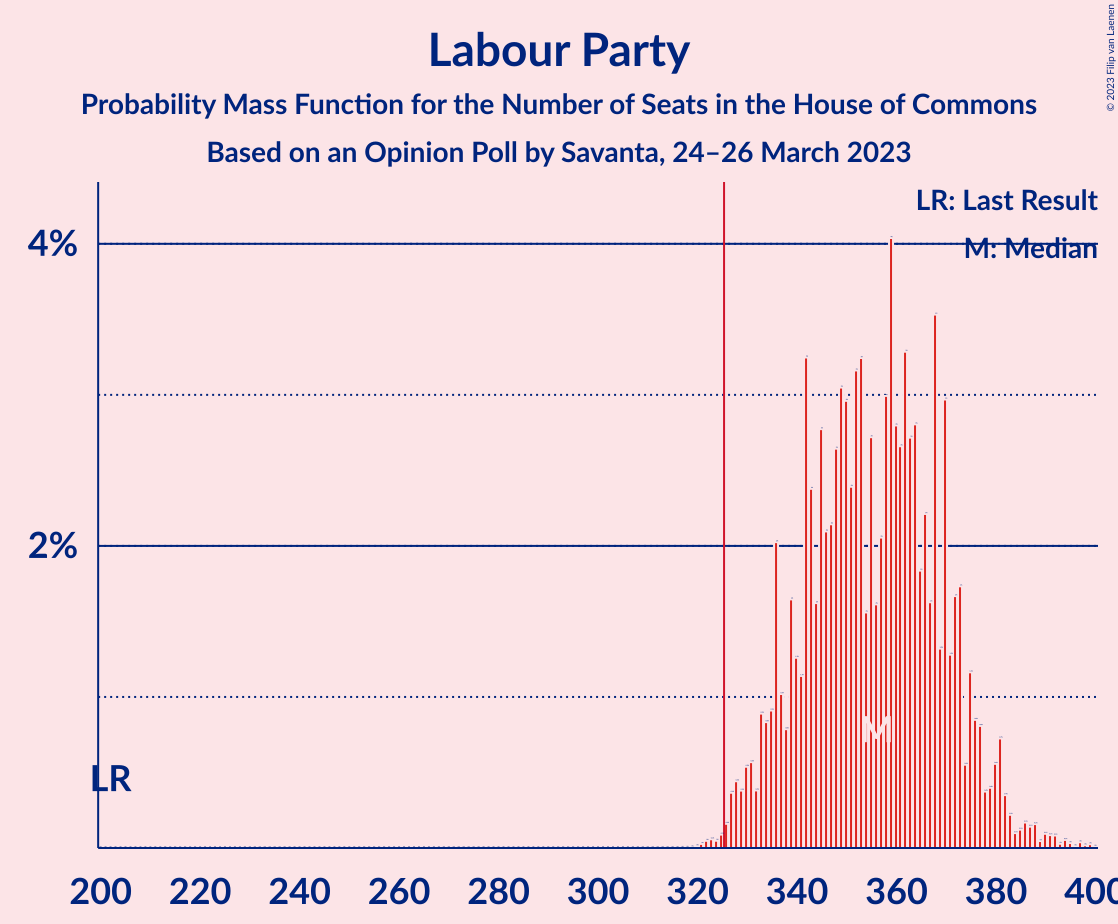 Labour Party
Probability Mass Function for the Number of Seats in the House of Commons
Based on an Opinion Poll by Savanta, 24–26 March 2023
© 2023 Filip van Laenen
LR: Last Result
M: Median
4%
2%
LR
M
200 220 240 260 280 300 320 340 360 380 400